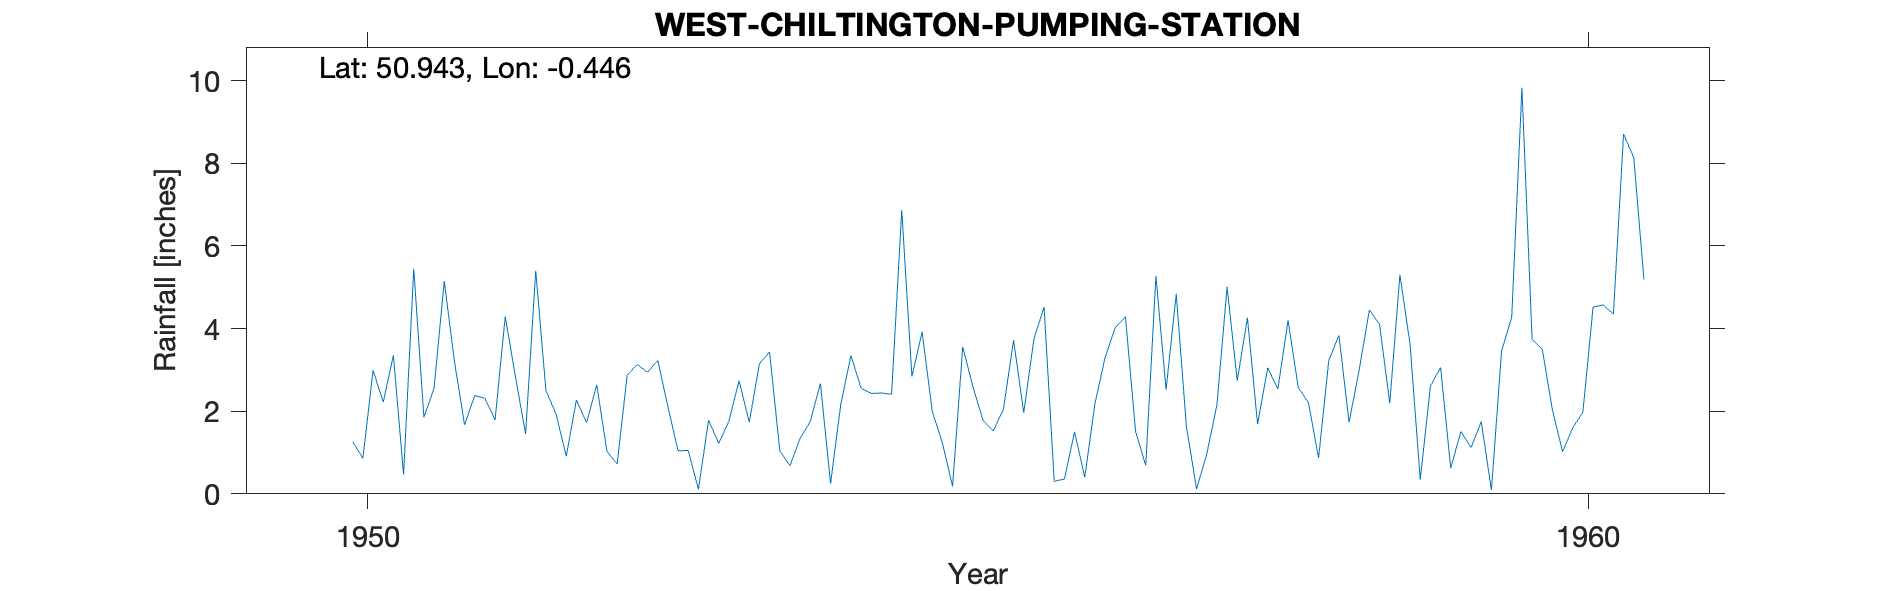 WEST-CHILTINGTON-PUMPING-STATION
Lat: 50.943, Lon: -0.446
10
8
6
4
2
0
Rainfall [inches]
1950
1960
Year